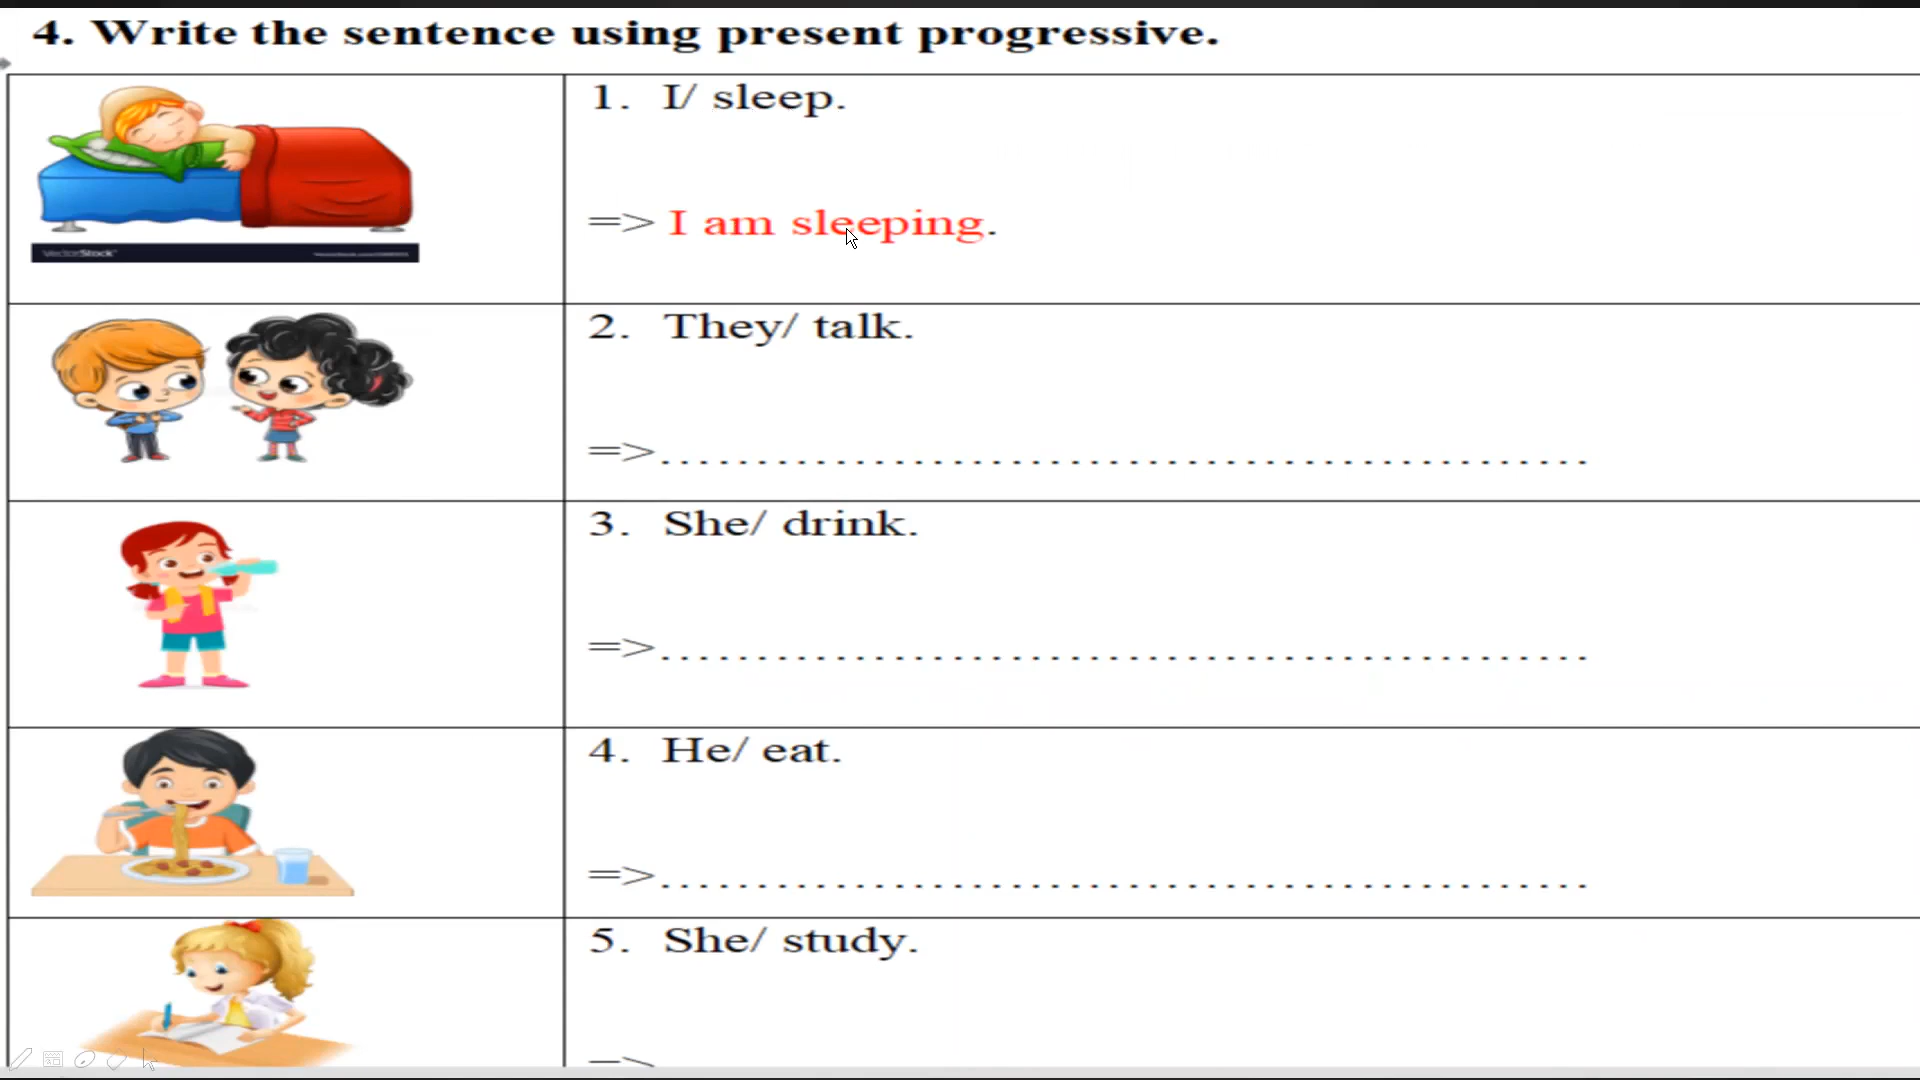 4. Write the sentence using present progressive.
1. I/ sleep.
=> I am sleeping.
VectorStock
2. They/ talk.
=>................................................
3. She/ drink.
=>................................................
4. He/ eat.
=>................................................
5. She/ study.